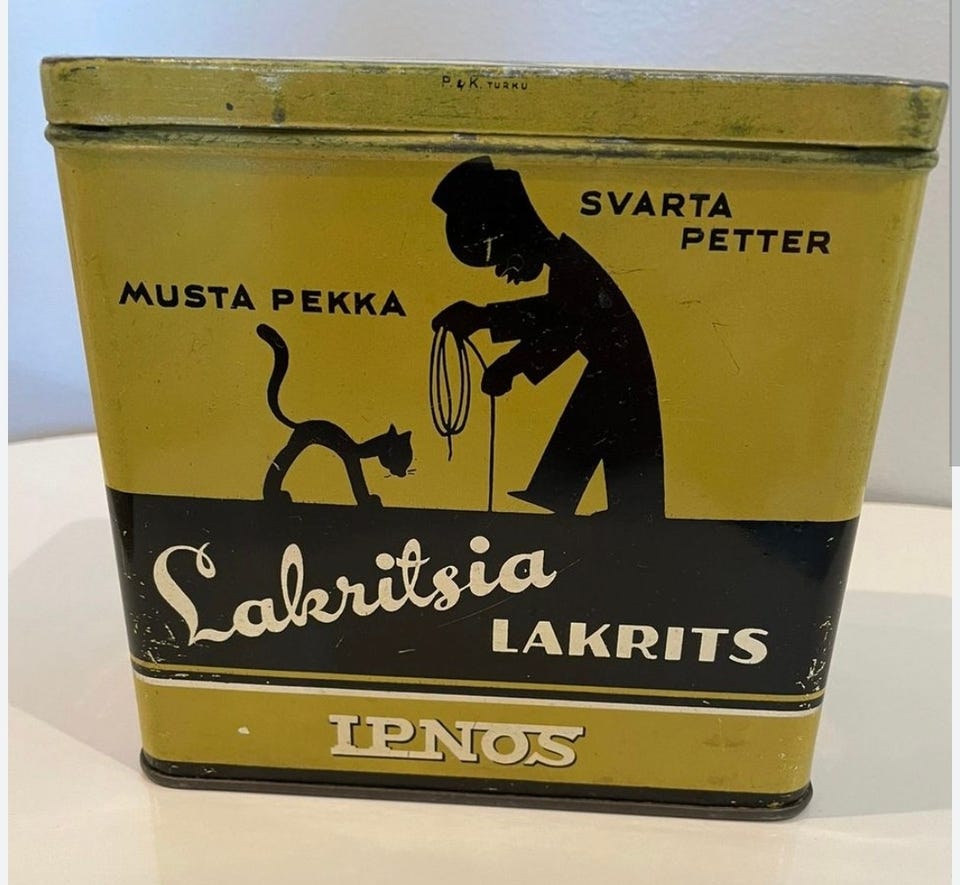 P. & K. TURKU
SVARTA
PETTER
MUSTA PEKKA
Lakritsia
LAKRITS
IPNOS